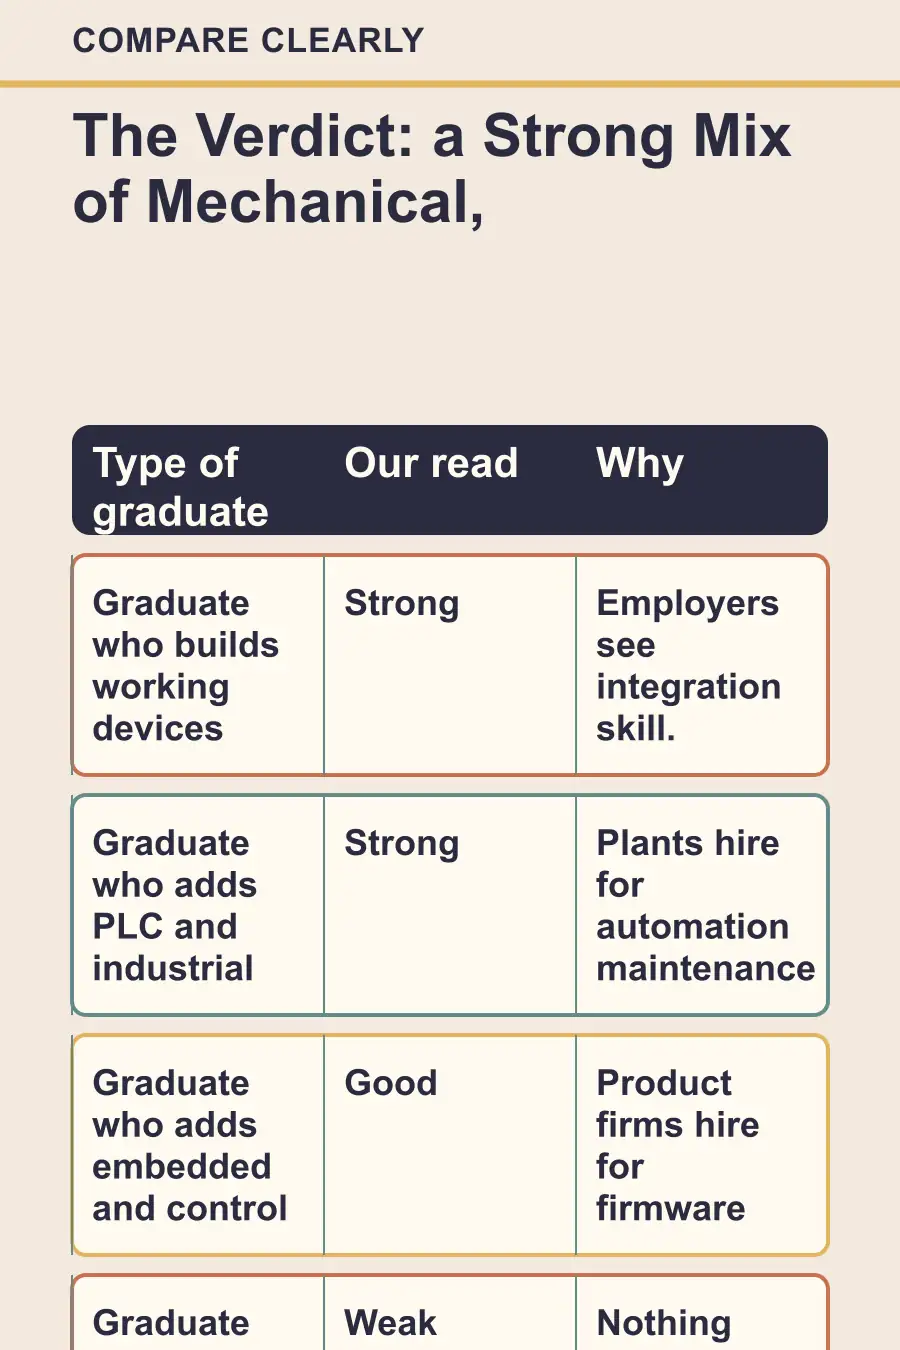 COMPARE CLEARLY
The Verdict: a Strong Mix
of Mechanical,
Type of
graduate
Our read
Why
Graduate
who builds
working
devices
Strong
Employers
see
integration
skill.
Graduate
who adds
PLC and
industrial
Strong
Plants hire
for
automation
maintenance
Graduate
who adds
embedded
and control
Good
Product
firms hire
for
firmware
Graduate
Weak
Nothing